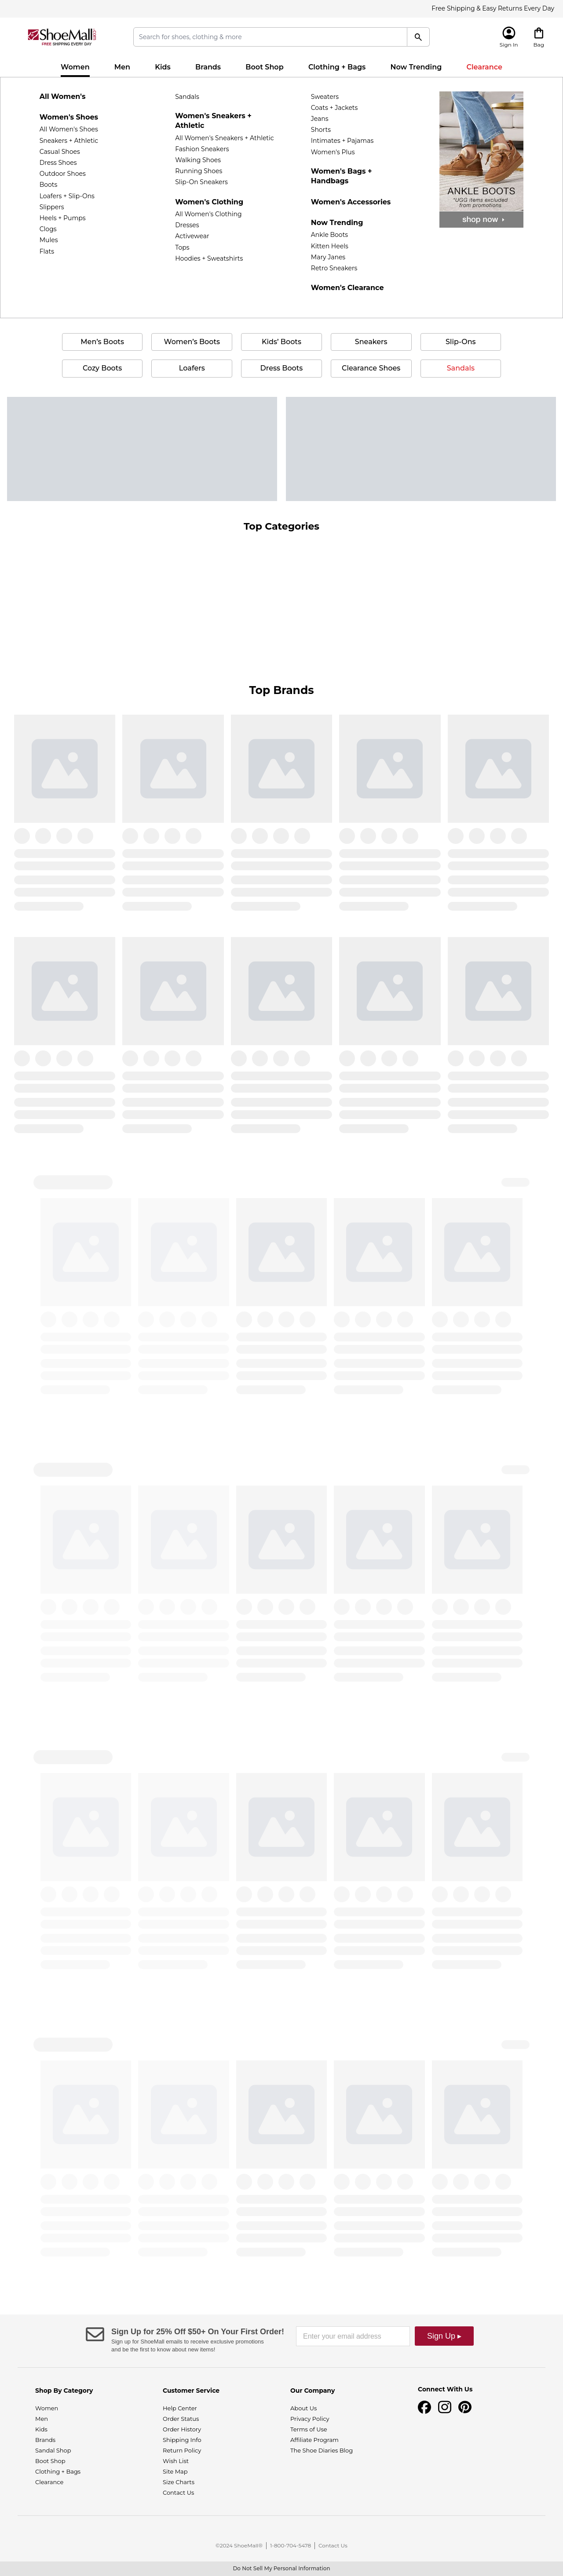 Free Shipping & Easy Returns Every Day
ShoeMall
FREE SHIPPING EVERY DAY
Search for shoes, clothing & more
Sign In
Bag
Women
Men
Kids
Brands
Boot Shop
Clothing + Bags
Now Trending
Clearance
All Women's
Women's Shoes
All Women's Shoes
Sneakers + Athletic
Casual Shoes
Dress Shoes
Outdoor Shoes
Boots
Loafers + Slip-Ons
Slippers
Heels + Pumps
Clogs
Mules
Flats
Sandals
Women's Sneakers +
Athletic
All Women's Sneakers + Athletic
Fashion Sneakers
Walking Shoes
Running Shoes
Slip-On Sneakers
Women's Clothing
All Women's Clothing
Dresses
Activewear
Tops
Hoodies + Sweatshirts
Sweaters
Coats + Jackets
Jeans
Shorts
Intimates + Pajamas
Women's Plus
Women's Bags +
Handbags
Women's Accessories
Now Trending
Ankle Boots
Kitten Heels
Mary Janes
Retro Sneakers
Women's Clearance
ANKLE BOOTS
*UGG items excluded
from promotions
shop now ›
Men's Boots
Women's Boots
Kids' Boots
Sneakers
Slip-Ons
Cozy Boots
Loafers
Dress Boots
Clearance Shoes
Sandals
Top Categories
Top Brands
Sign Up for 25% Off $50+ On Your First Order!
Sign up for ShoeMall emails to receive exclusive promotions
and be the first to know about new items!
Enter your email address
Sign Up ▸
Shop By Category
Women
Men
Kids
Brands
Sandal Shop
Boot Shop
Clothing + Bags
Clearance
Customer Service
Help Center
Order Status
Order History
Shipping Info
Return Policy
Wish List
Site Map
Size Charts
Contact Us
Our Company
About Us
Privacy Policy
Terms of Use
Affiliate Program
The Shoe Diaries Blog
Connect With Us
©2024 ShoeMall® | 1-800-704-5478 | Contact Us
Do Not Sell My Personal Information